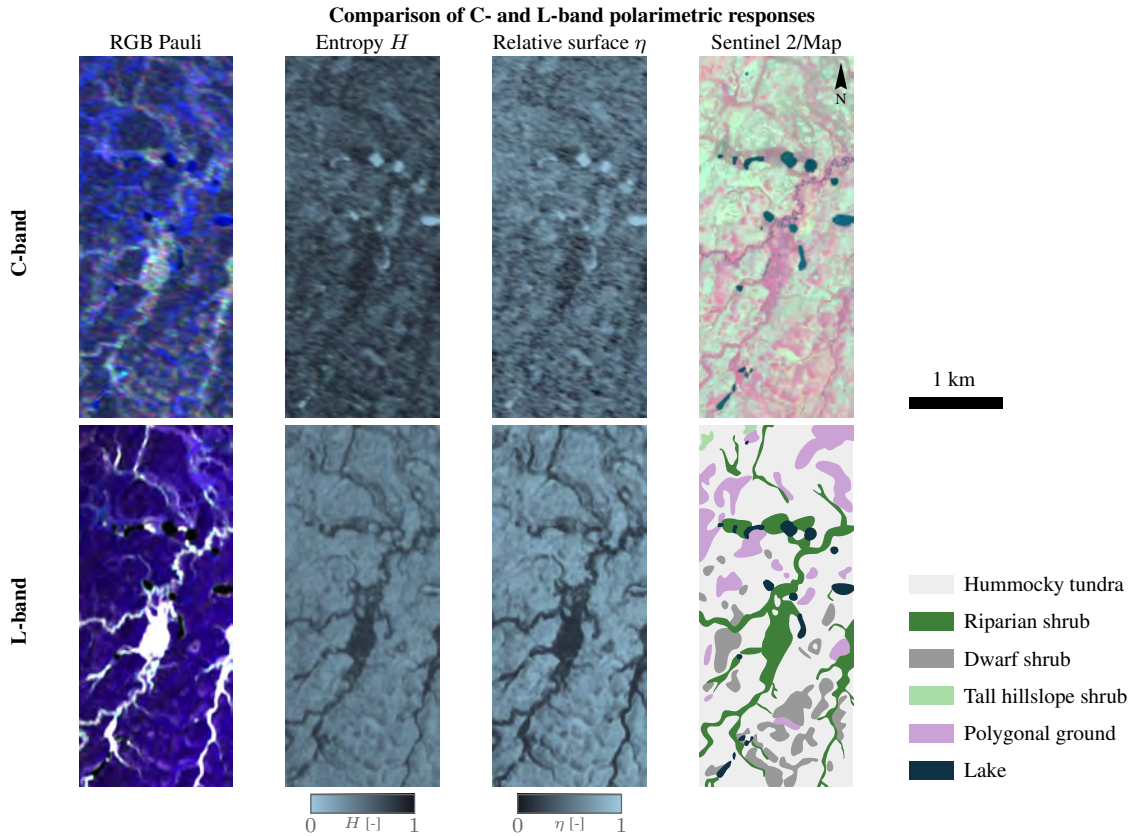 Comparison of C- and L-band polarimetric responses
RGB Pauli
Entropy H
Relative surface η
Sentinel 2/Map
N
C-band
1 km
L-band
Hummocky tundra
Riparian shrub
Dwarf shrub
Tall hillslope shrub
Polygonal ground
Lake
0 H [-] 1
0 η [-] 1